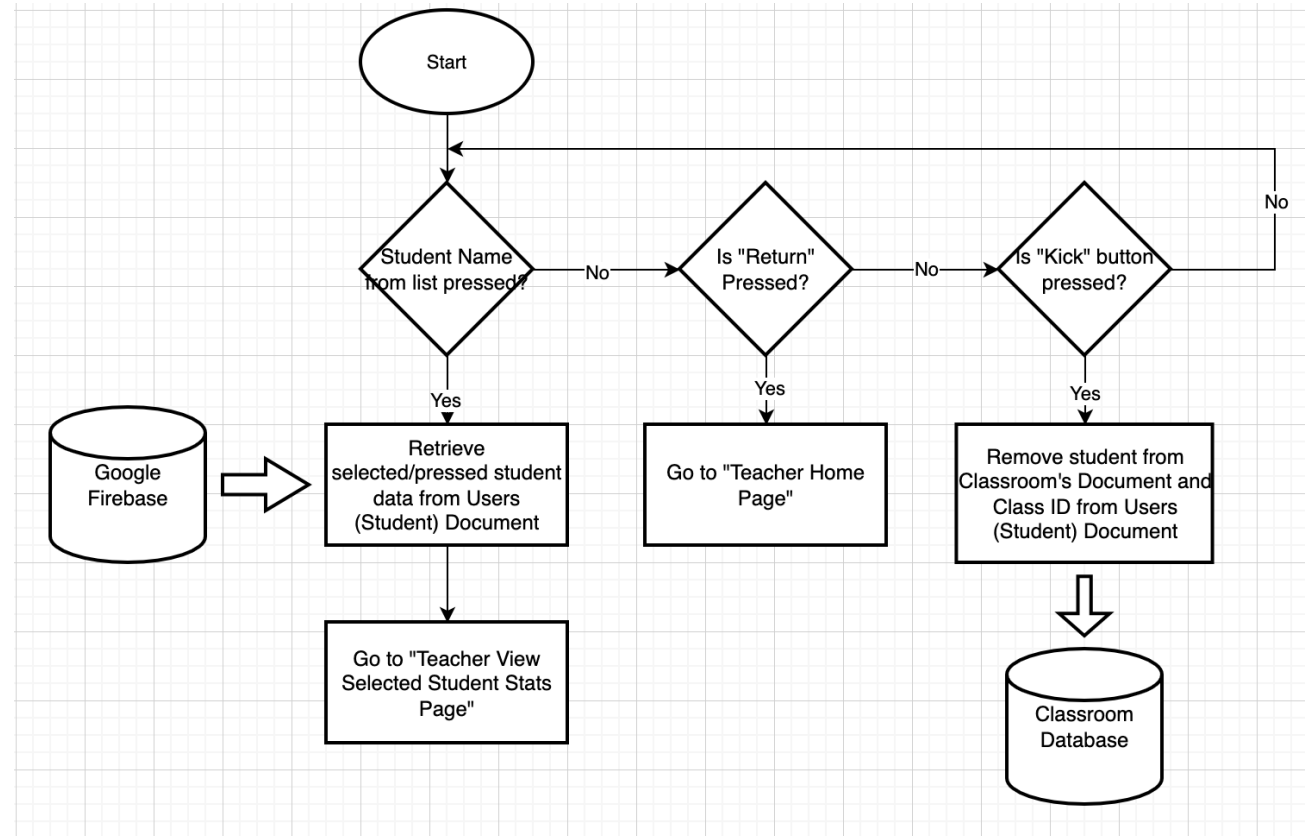 Start
No
Student Name
from list pressed?
No
Is "Return"
Pressed?
No
Is "Kick" button
pressed?
Yes
Yes
Yes
Google
Firebase
Retrieve
selected/pressed student
data from Users
(Student) Document
Go to "Teacher Home
Page"
Remove student from
Classroom's Document and
Class ID from Users
(Student) Document
Go to "Teacher View
Selected Student Stats
Page"
Classroom
Database